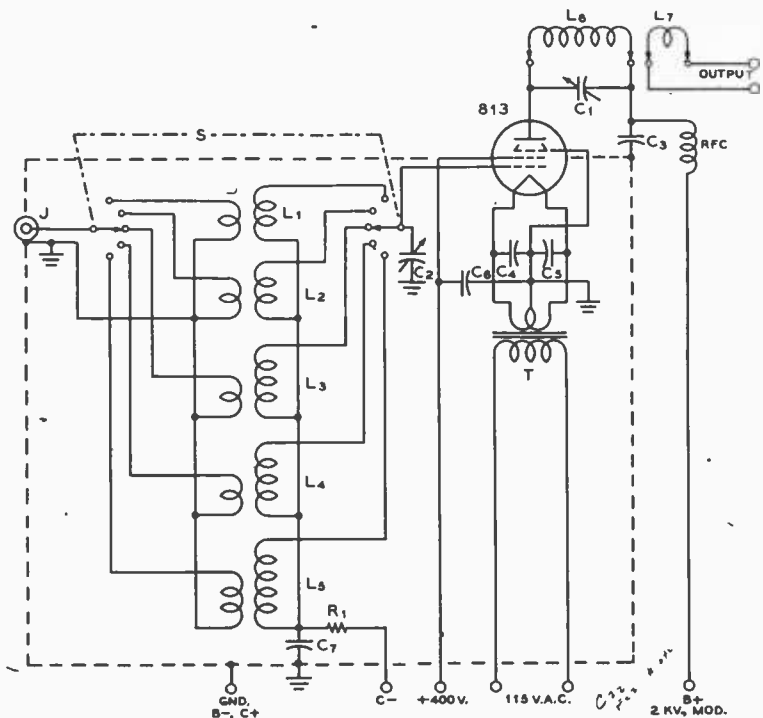 L6
L7
OUTPUT
C1
813
S
C3
RFC
J
L1
C2
L2
C6
C4
C5
T
L3
L4
L5
R1
C7
GND.
B-, C+
C-
+400V.
115 V.A.C.
B+
2 KV, MOD.